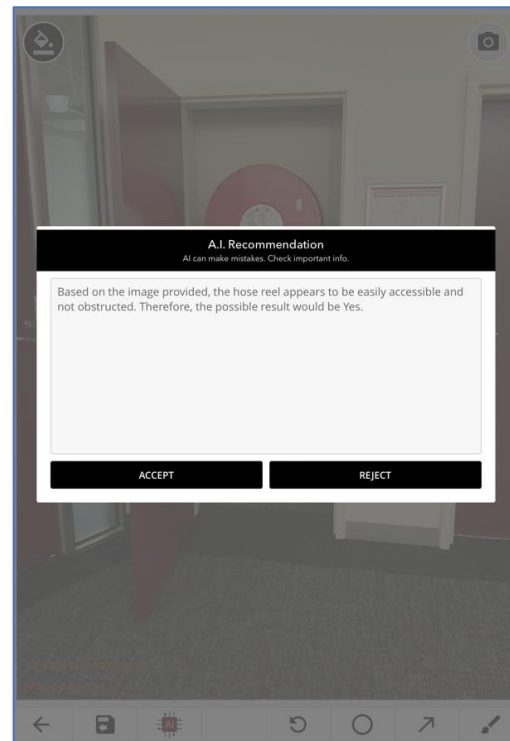 A.I. Recommendation
AI can make mistakes. Check important info.
Based on the image provided, the hose reel appears to be easily accessible and
not obstructed. Therefore, the possible result would be Yes.
ACCEPT
REJECT
AI